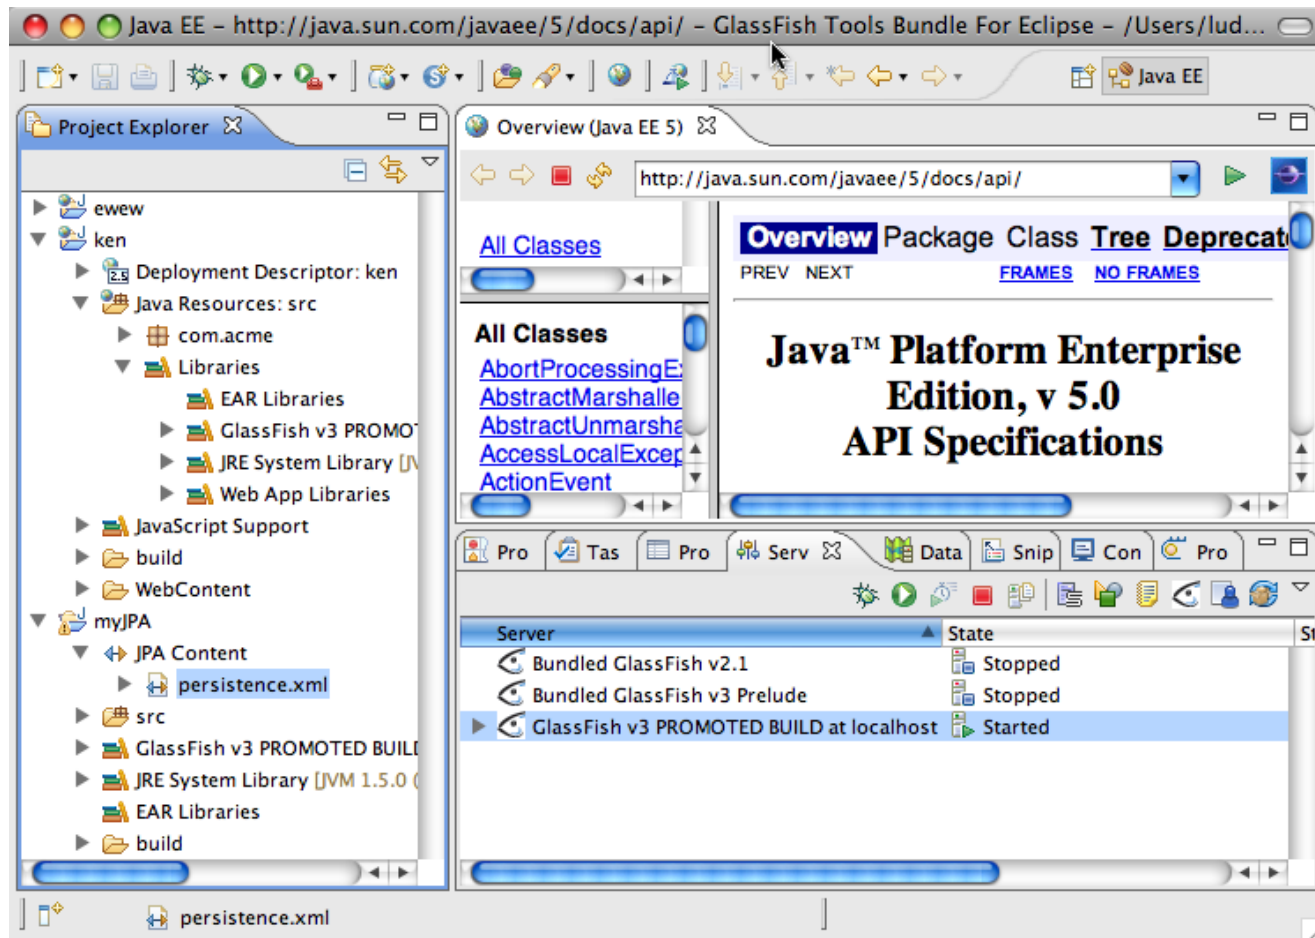 Java EE – http://java.sun.com/javaee/5/docs/api/ – GlassFish Tools Bundle For Eclipse – /Users/lud...
Java EE
Project Explorer
ewew
ken
2.5 Deployment Descriptor: ken
Java Resources: src
com.acme
Libraries
EAR Libraries
GlassFish v3 PROMO
JRE System Library [
Web App Libraries
JavaScript Support
build
WebContent
myJPA
JPA Content
persistence.xml
src
GlassFish v3 PROMOTED BUIL
JRE System Library [JVM 1.5.0 (
EAR Libraries
build
Overview (Java EE 5)
http://java.sun.com/javaee/5/docs/api/
All Classes
All Classes
AbortProcessingE
AbstractMarshalle
AbstractUnmarsha
AccessLocalExcep
ActionEvent
Overview Package Class Tree Deprecat
PREV NEXT FRAMES NO FRAMES
Java™ Platform Enterprise
Edition, v 5.0
API Specifications
Pro Tas Pro Serv Data Snip Con Pro
Server State St
Bundled GlassFish v2.1 Stopped
Bundled GlassFish v3 Prelude Stopped
GlassFish v3 PROMOTED BUILD at localhost Started
persistence.xml